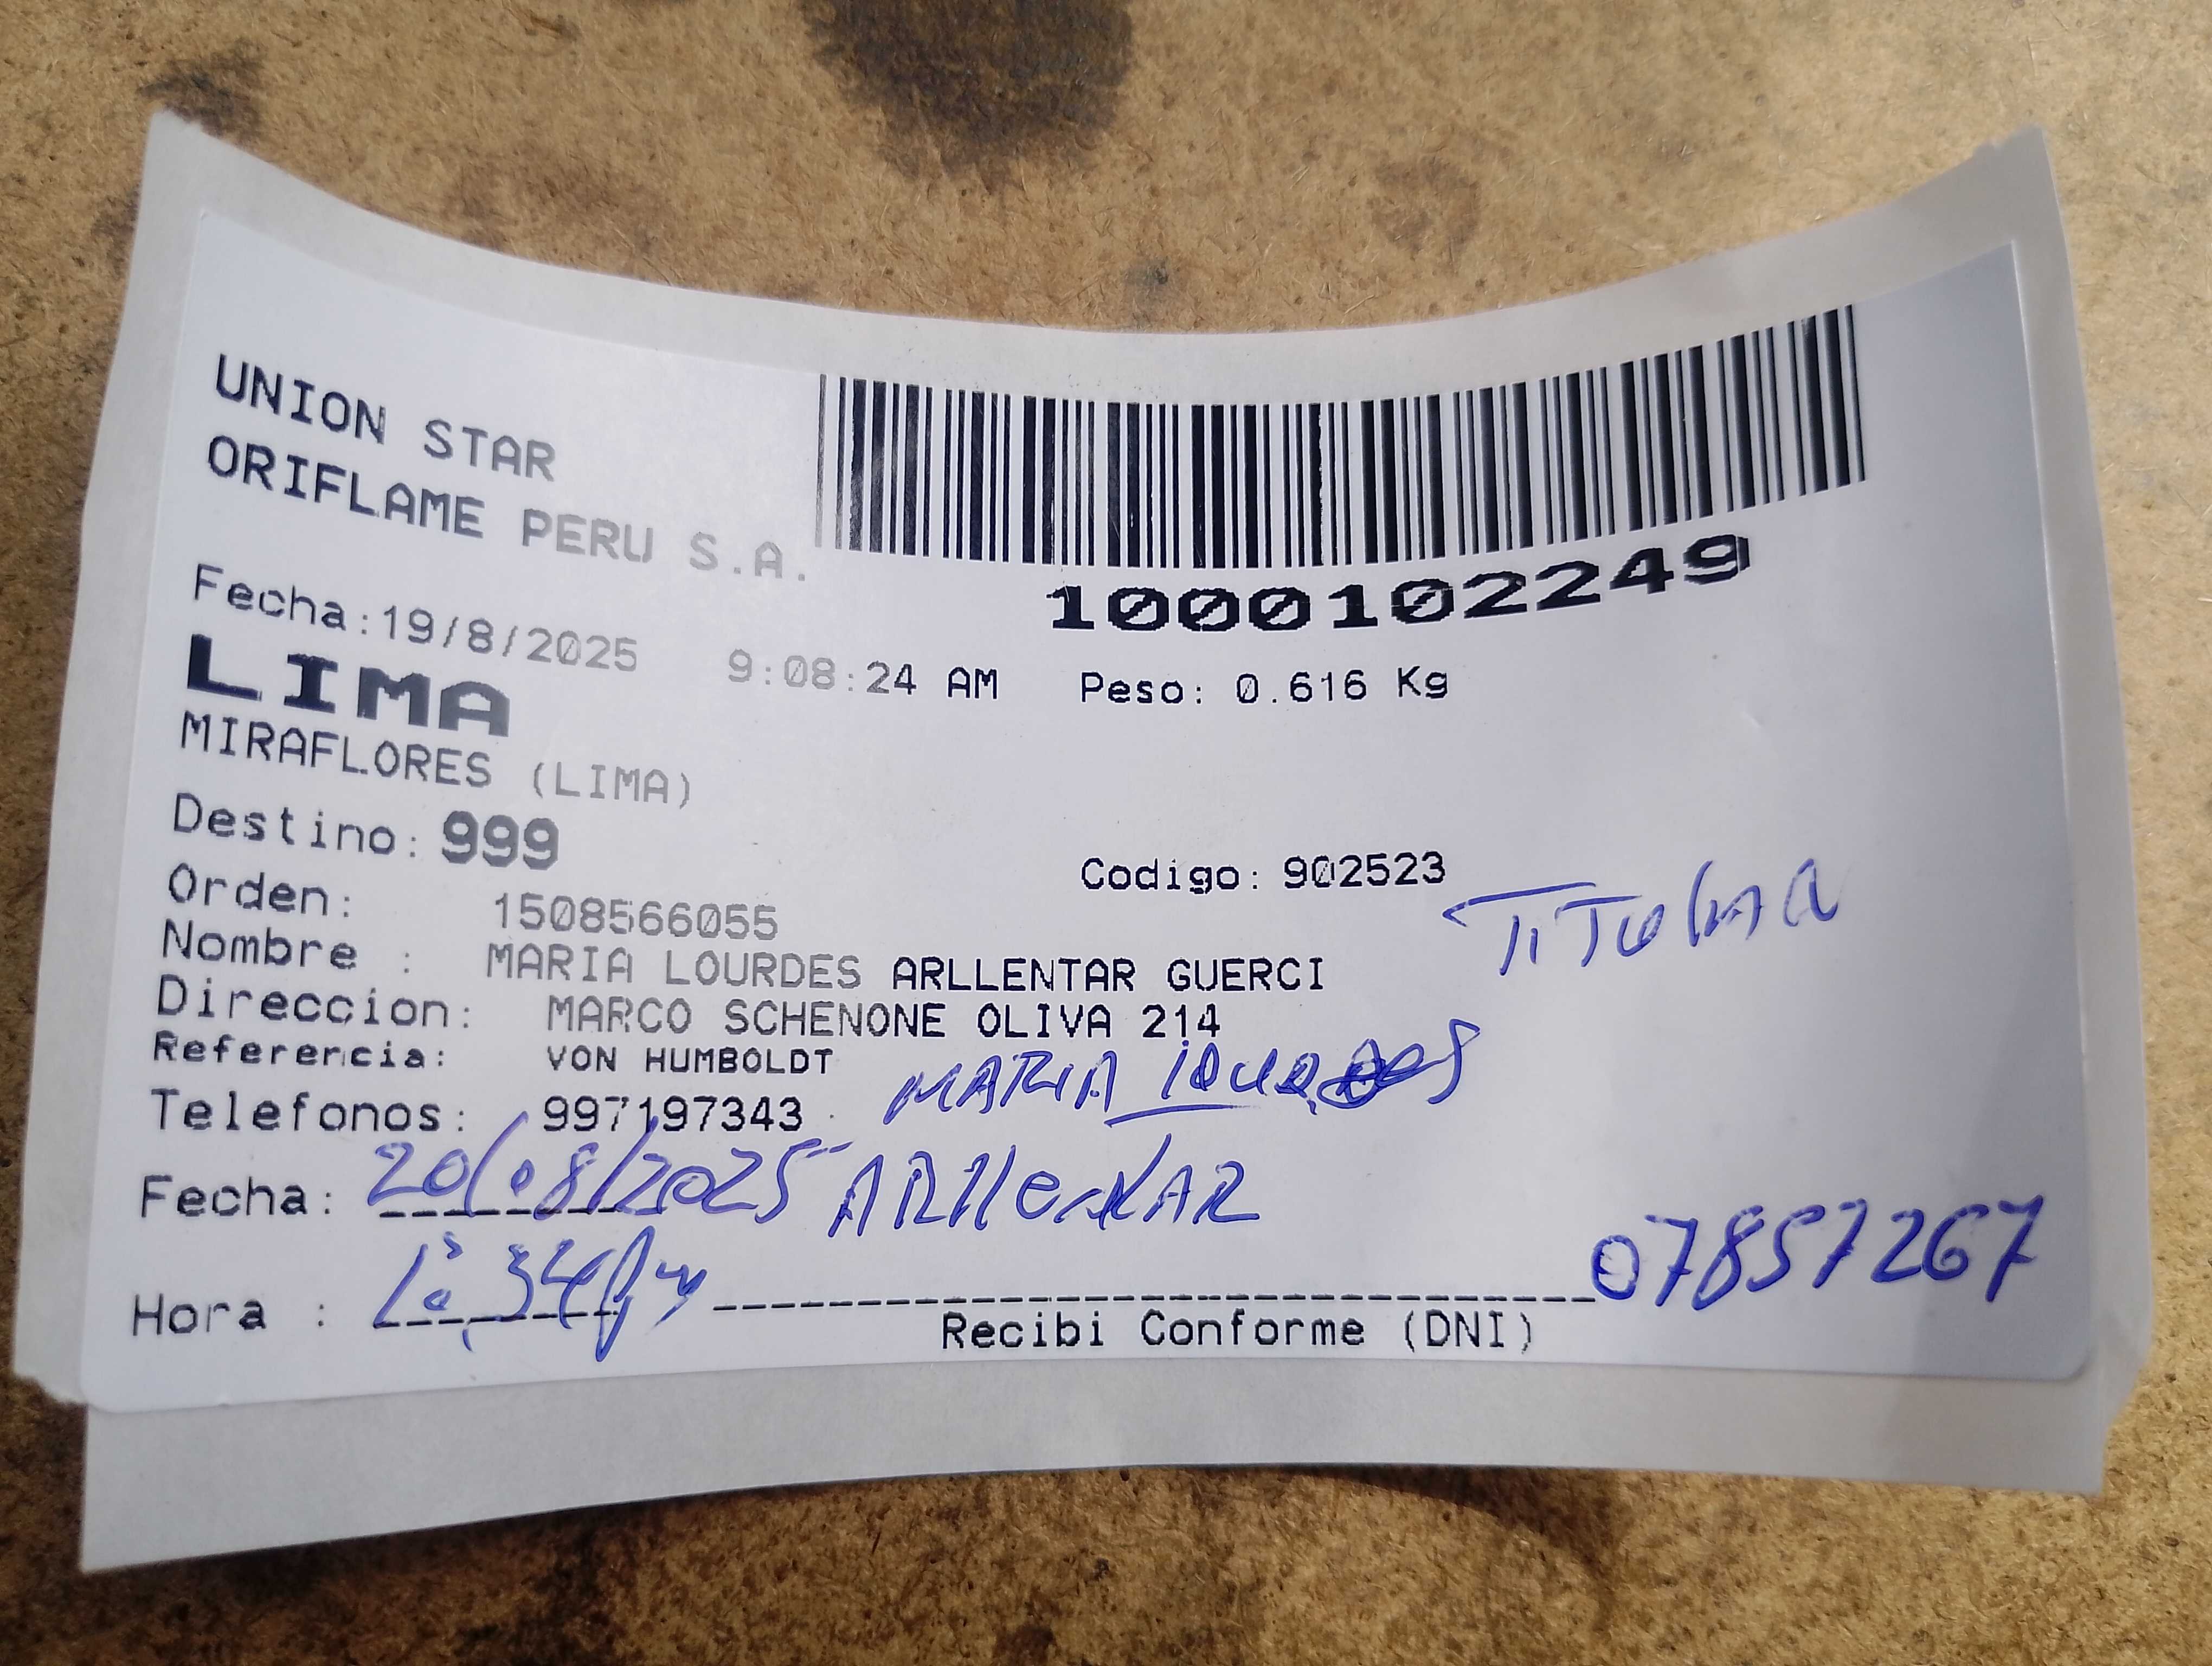 UNION STAR
ORIFLAME PERU S.A.
1000102249
Fecha:19/8/2025 9:08:24 AM Peso: 0.616 Kg
LIMA
MIRAFLORES (LIMA)
Destino: 999
Codigo: 902523
Orden: 1508566055
TITULAR
Nombre : MARIA LOURDES ARLLENTAR GUERCI
Direccion: MARCO SCHENONE OLIVA 214
Referencia: VON HUMBOLDT
MARIA LOURDES
Telefonos: 997197343
Fecha: 20/08/2025 ARLLENTAR
Hora : 07857267
Recibi Conforme (DNI)